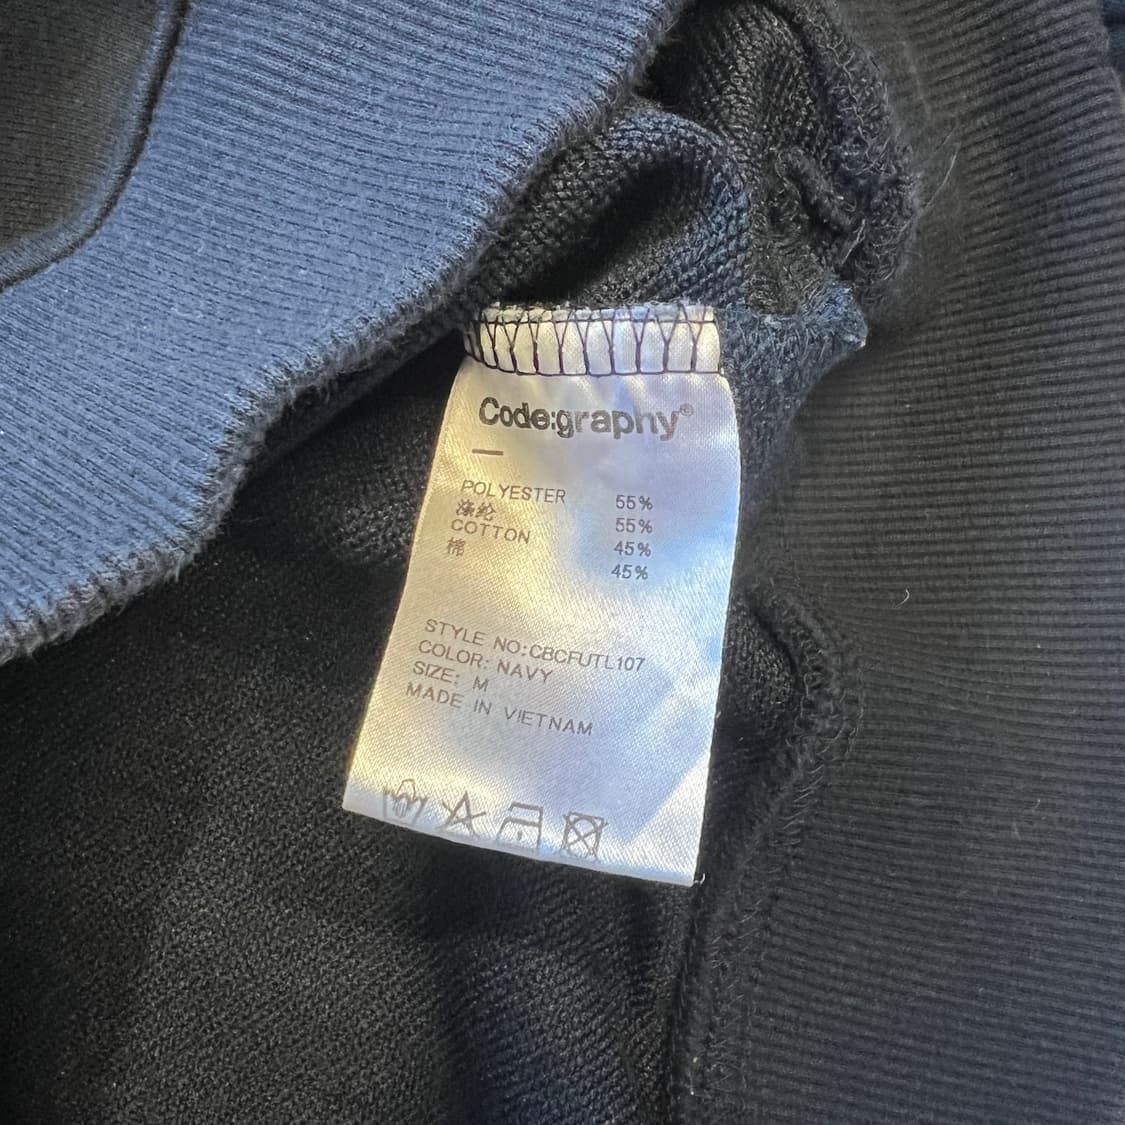 Code:graphy®
—
POLYESTER 55%
涤纶 55%
COTTON 45%
棉 45%
STYLE NO:CBCFUTL107
COLOR: NAVY
SIZE: M
MADE IN VIETNAM